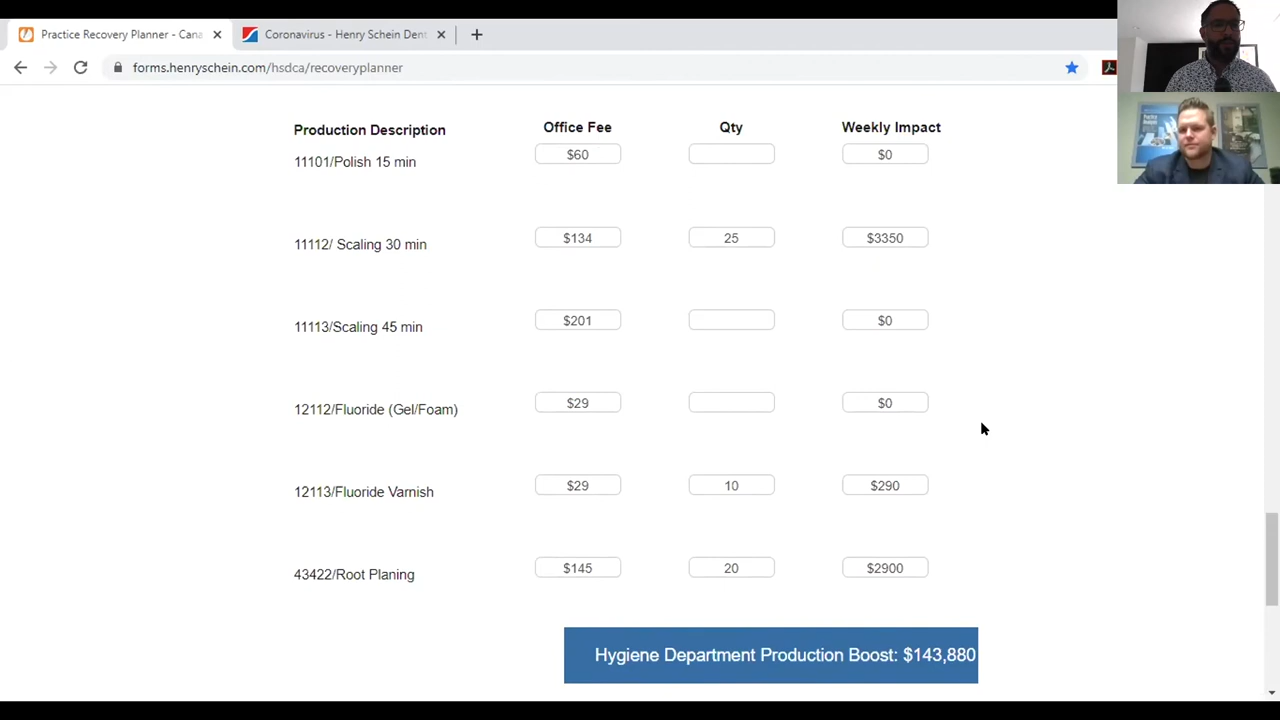 Practice Recovery Planner - Cana
Coronavirus - Henry Schein Dent
forms.henryschein.com/hsdca/recoveryplanner
Production Description Office Fee Qty Weekly Impact
11101/Polish 15 min $60 $0
11112/ Scaling 30 min $134 25 $3350
11113/Scaling 45 min $201 $0
12112/Fluoride (Gel/Foam) $29 $0
12113/Fluoride Varnish $29 10 $290
43422/Root Planing $145 20 $2900
Hygiene Department Production Boost: $143,880